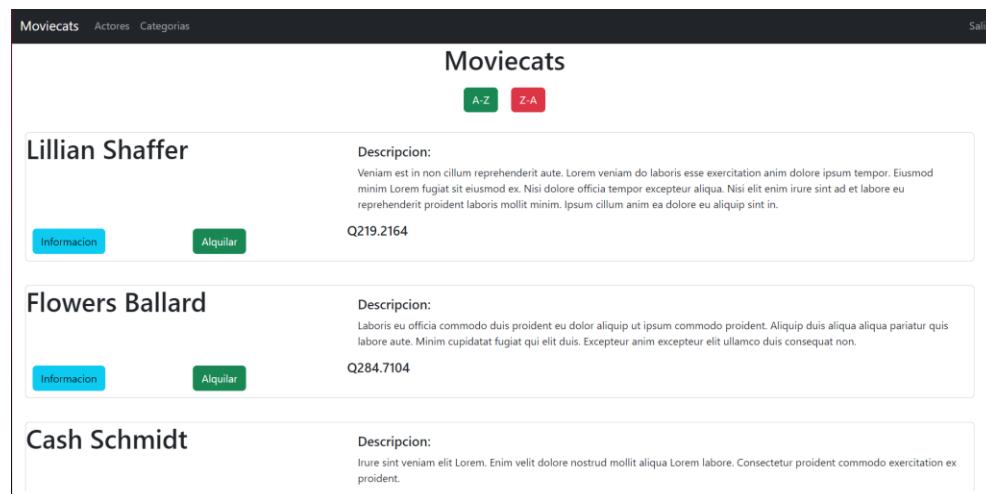 Moviecats Actores Categorias Sali
Moviecats
A-Z Z-A
Lillian Shaffer
Descripcion:
Veniam est in non cillum reprehenderit aute. Lorem veniam do laboris esse exercitation anim dolore ipsum tempor. Eiusmod
minim Lorem fugiat sit eiusmod ex. Nisi dolore officia tempor excepteur aliqua. Nisi elit enim irure sint ad et labore eu
reprehenderit proident laboris mollit minim. Ipsum cillum anim ea dolore eu aliquip sint in.
Informacion Alquilar Q219.2164
Flowers Ballard
Descripcion:
Laboris eu officia commodo duis proident eu dolor aliquip ut ipsum commodo proident. Aliquip duis aliqua aliqua pariatur quis
labore aute. Minim cupidatat fugiat qui elit duis. Excepteur anim excepteur elit ullamco duis consequat non.
Informacion Alquilar Q284.7104
Cash Schmidt
Descripcion:
Irure sint veniam elit Lorem. Enim velit dolore nostrud mollit aliqua Lorem labore. Consectetur proident commodo exercitation ex
proident.